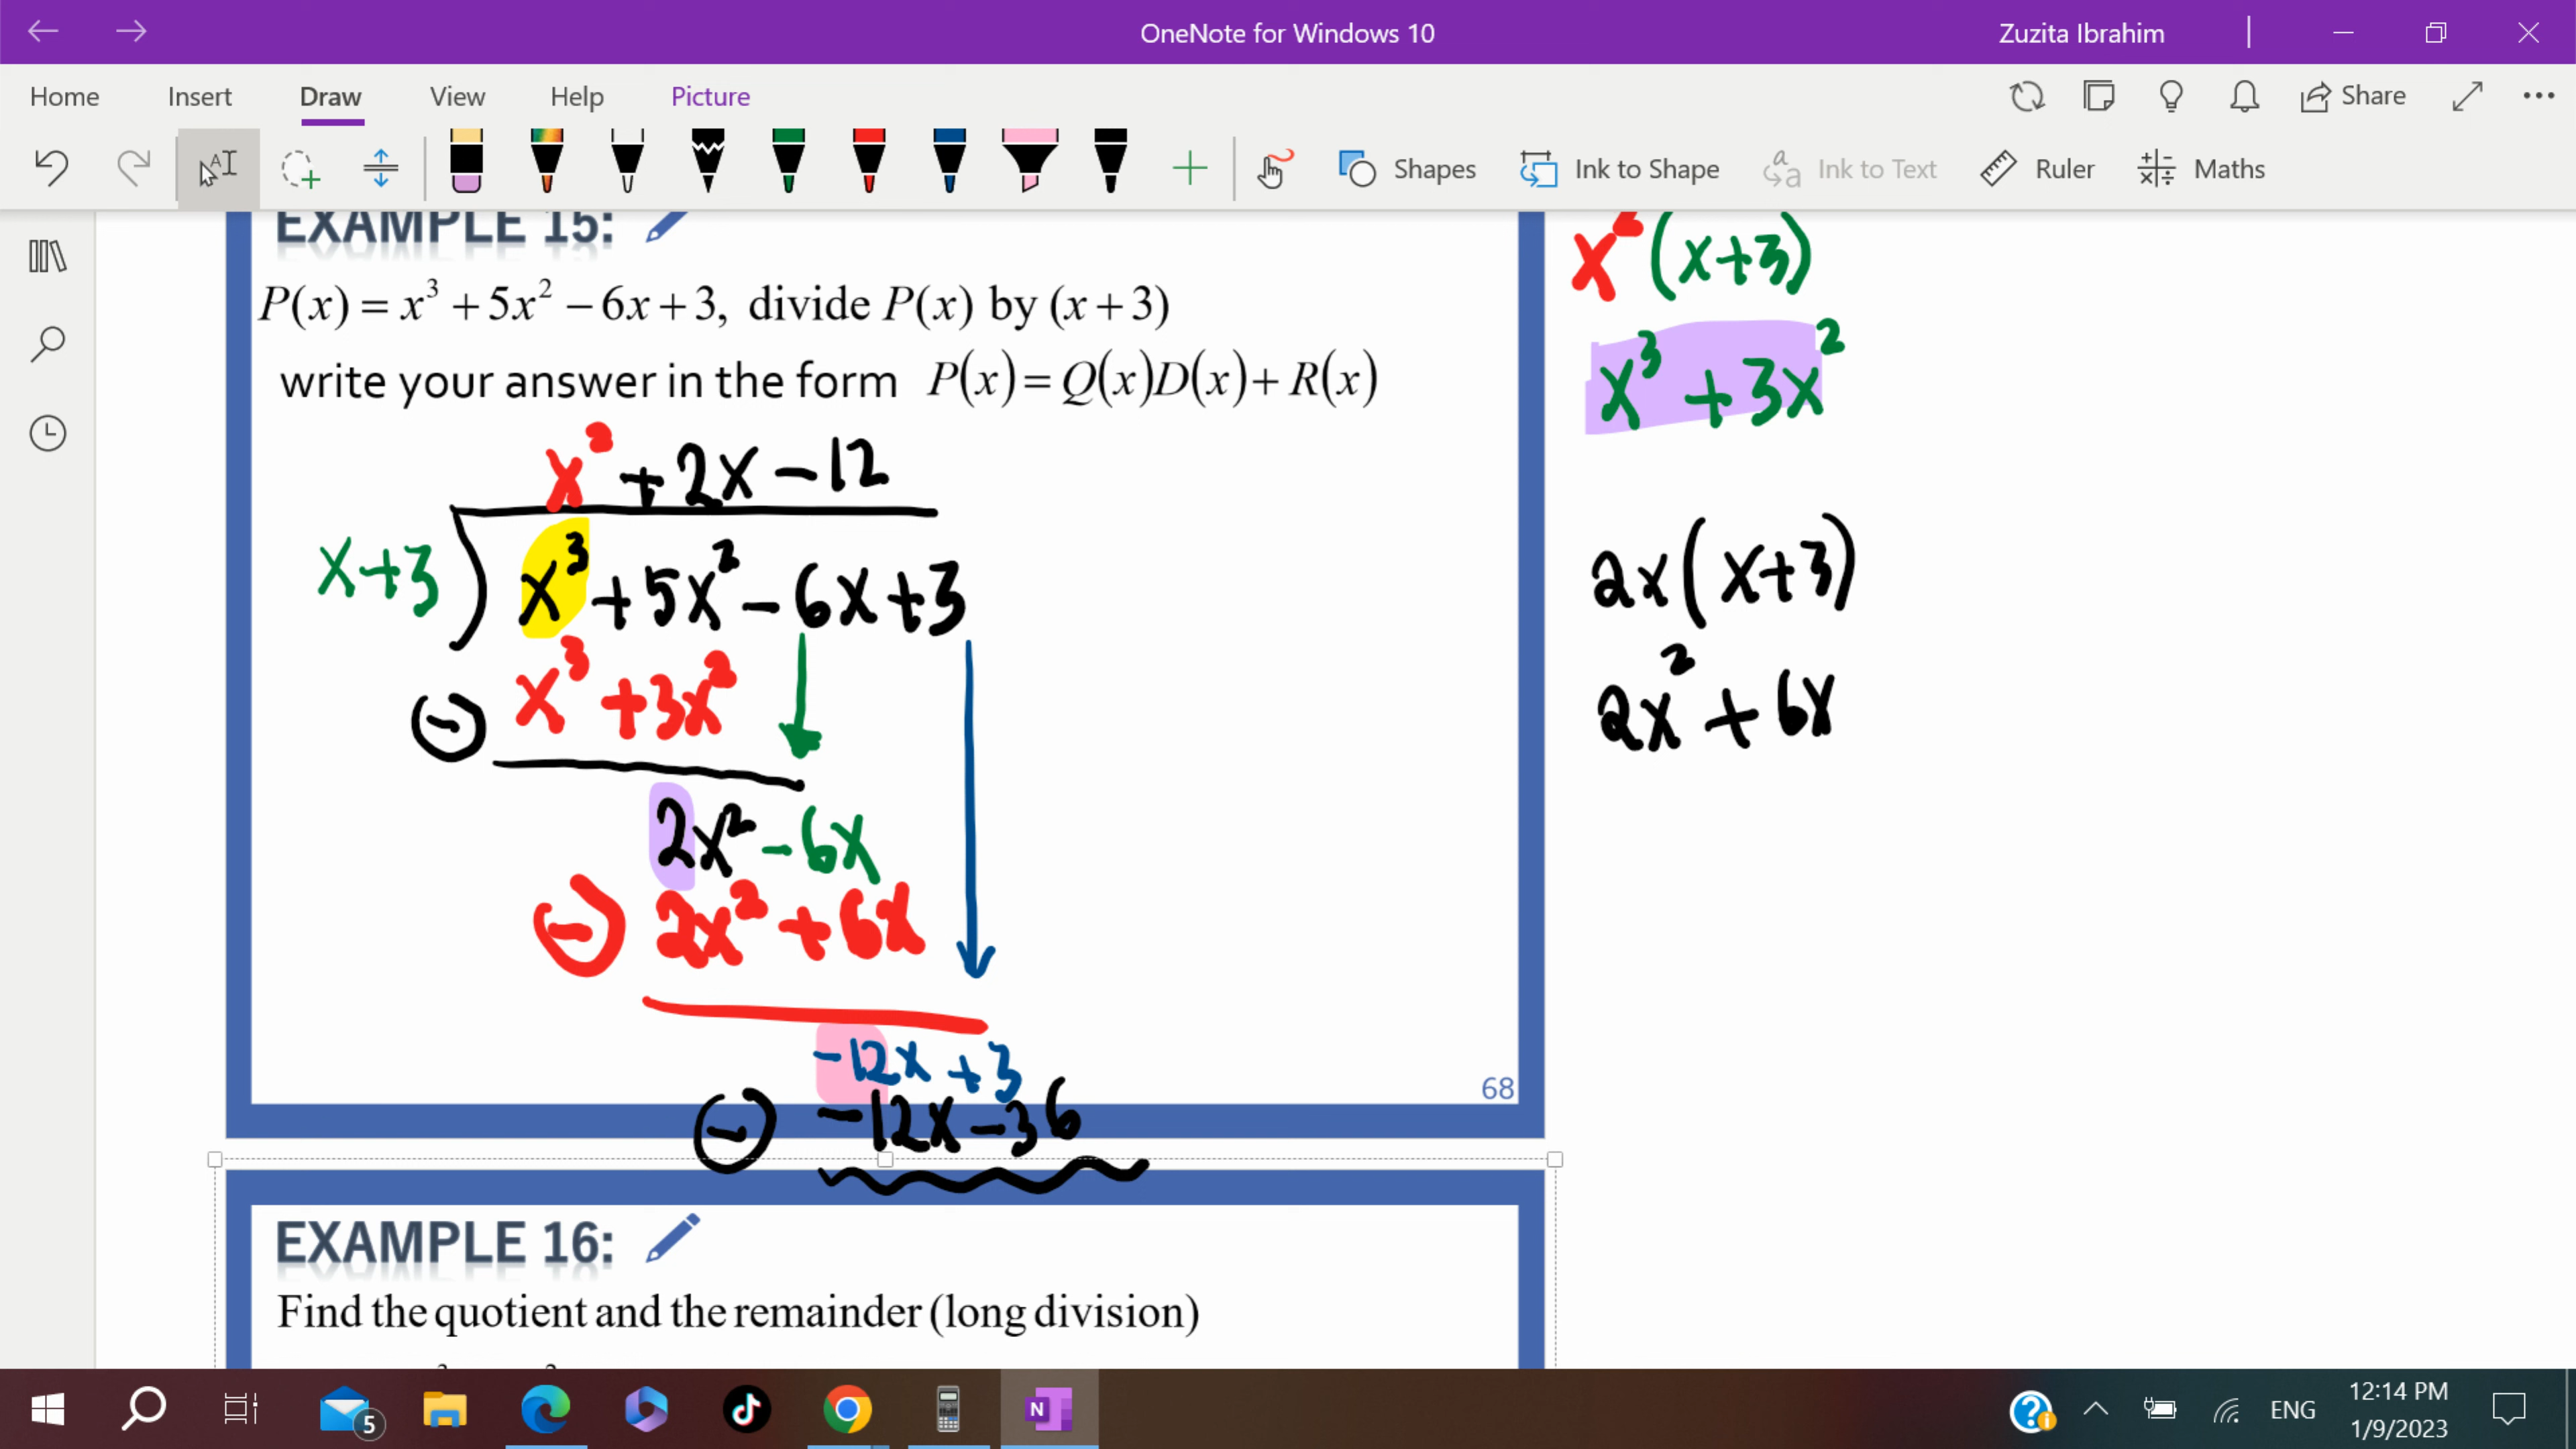 OneNote for Windows 10
Zuzita Ibrahim
Home Insert Draw View Help Picture
Share
Shapes Ink to Shape Ink to Text Ruler Maths
EXAMPLE 15:
P(x) = x³ + 5x² − 6x + 3, divide P(x) by (x + 3)
write your answer in the form P(x) = Q(x)D(x) + R(x)
x² + 2x − 12
x+3
x³ + 5x² − 6x + 3
(−) x³ + 3x²
2x² − 6x
(−) 2x² + 6x
−12x + 3
(−) −12x − 36
68
x² (x+3)
x³ + 3x²
2x(x+3)
2x² + 6x
EXAMPLE 16:
Find the quotient and the remainder (long division)
5
ENG
12:14 PM
1/9/2023